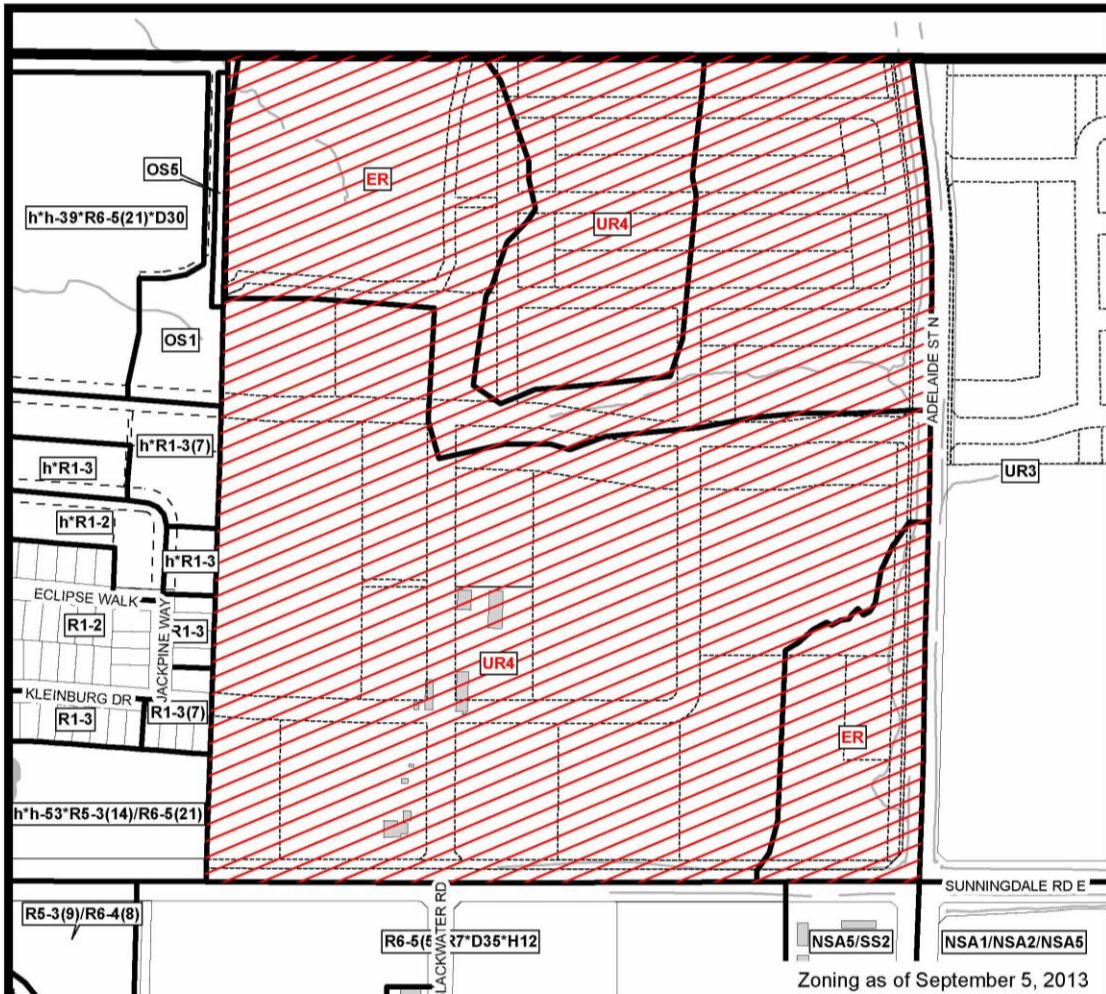 OS5
ER
h*h-39*R6-5(21)*D30
UR4
OS1
ADELAIDE ST N
h*R1-3(7)
h*R1-3
UR3
h*R1-2
h*R1-3
ECLIPSE WALK
R1-2
JACKPINE WAY
R1-3
UR4
KLEINBURG DR
R1-3
R1-3(7)
ER
h*h-53*R5-3(14)/R6-5(21)
SUNNINGDALE RD E
R5-3(9)/R6-4(8)
LACKWATER RD
R7*D35*H12
NSA5/SS2
NSA1/NSA2/NSA5
Zoning as of September 5, 2013